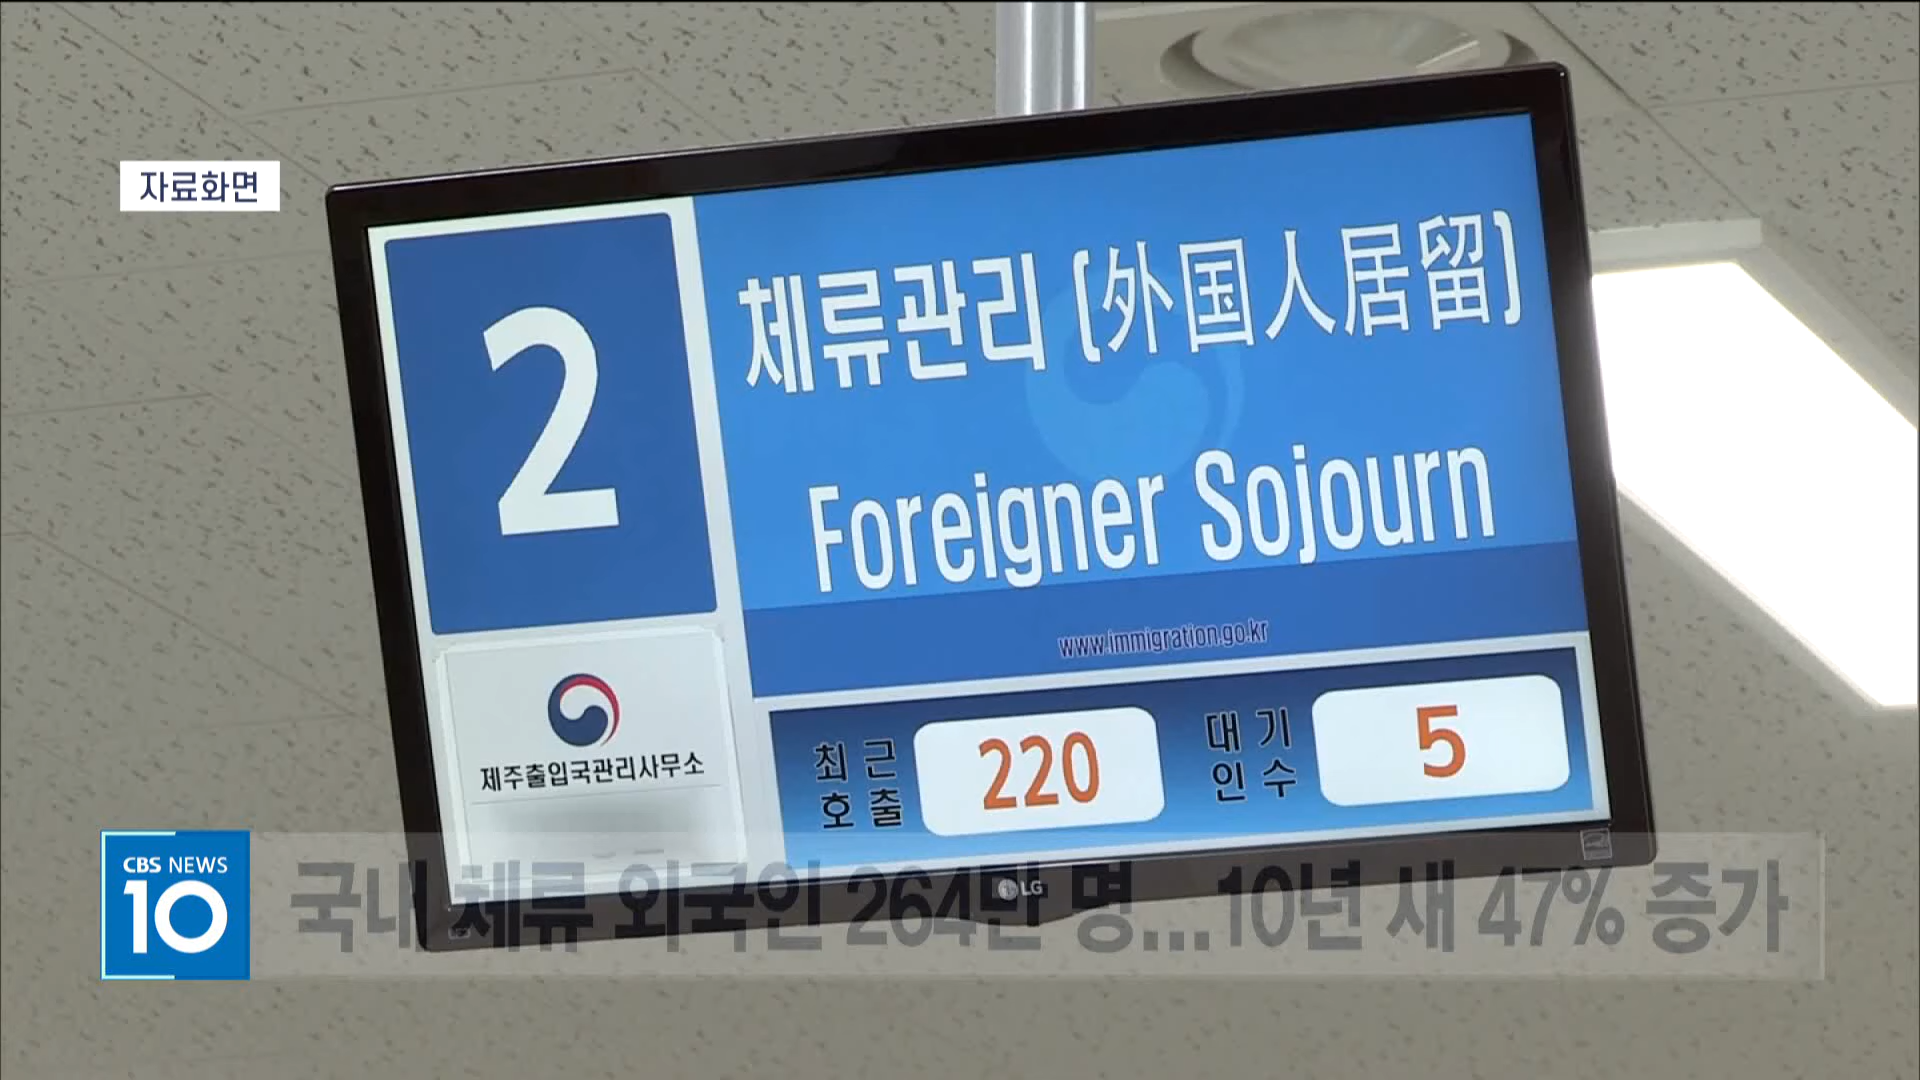 자료화면
2
체류관리 (外国人居留)
Foreigner Sojourn
www.immigration.go.kr
제주출입국관리사무소
최근
호출
220
대기
인수
5
LG
CBS NEWS
10
국내 체류 외국인 264만 명...10년 새 47% 증가